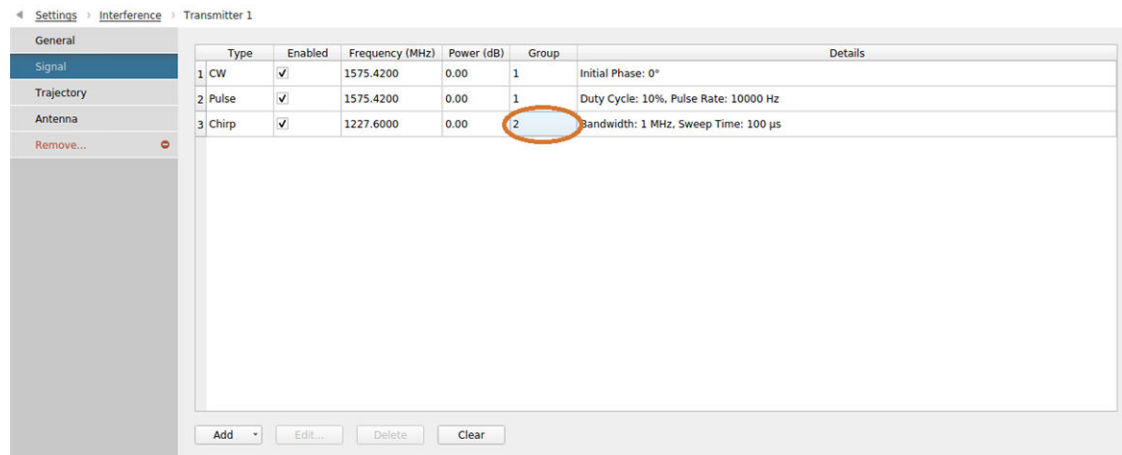 Settings › Interference › Transmitter 1
General
Signal
Trajectory
Antenna
Remove...
Type Enabled Frequency (MHz) Power (dB) Group Details
1 CW 1575.4200 0.00 1 Initial Phase: 0°
2 Pulse 1575.4200 0.00 1 Duty Cycle: 10%, Pulse Rate: 10000 Hz
3 Chirp 1227.6000 0.00 2 Bandwidth: 1 MHz, Sweep Time: 100 µs
Add Edit... Delete Clear